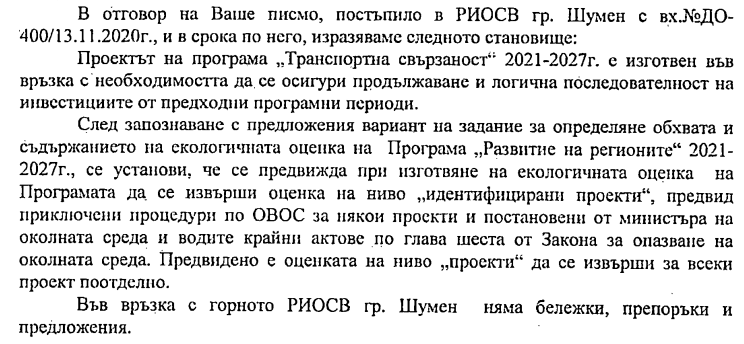 В отговор на Ваше писмо, постъпило в РИОСВ гр. Шумен с вх.№ДО-
400/13.11.2020г., и в срока по него, изразяваме следното становище:
Проектът на програма „Транспортна свързаност“ 2021-2027г. е изготвен във
връзка с необходимостта да се осигури продължаване и логична последователност на
инвестициите от предходни програмни периоди.
След запознаване с предложения вариант на задание за определяне обхвата и
съдържанието на екологичната оценка на Програма „Развитие на регионите“ 2021-
2027г., се установи, че се предвижда при изготвяне на екологичната оценка на
Програмата да се извърши оценка на ниво „идентифицирани проекти“, предвид
приключени процедури по ОВОС за някои проекти и постановени от министъра на
околната среда и водите крайни актове по глава шеста от Закона за опазване на
околната среда. Предвидено е оценката на ниво „проекти“ да се извърши за всеки
проект поотделно.
Във връзка с горното РИОСВ гр. Шумен няма бележки, препоръки и
предложения.